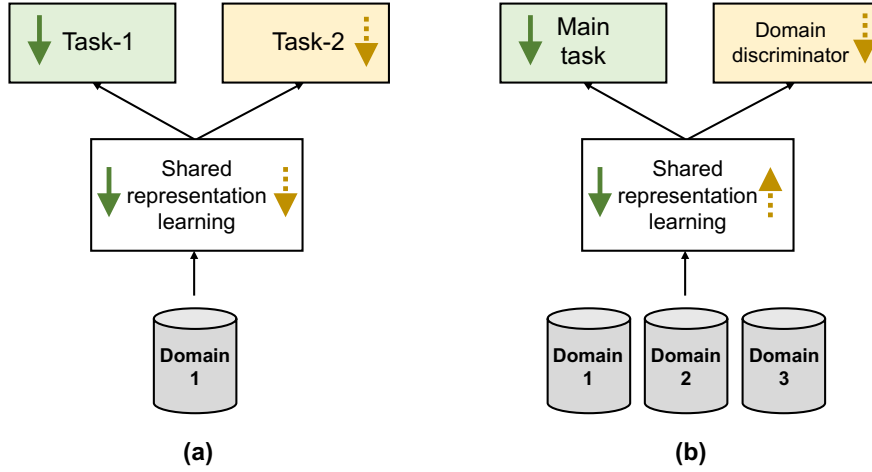 Task-1
Task-2
Shared
representation
learning
Domain
1
(a)
Main
task
Domain
discriminator
Shared
representation
learning
Domain
1
Domain
2
Domain
3
(b)